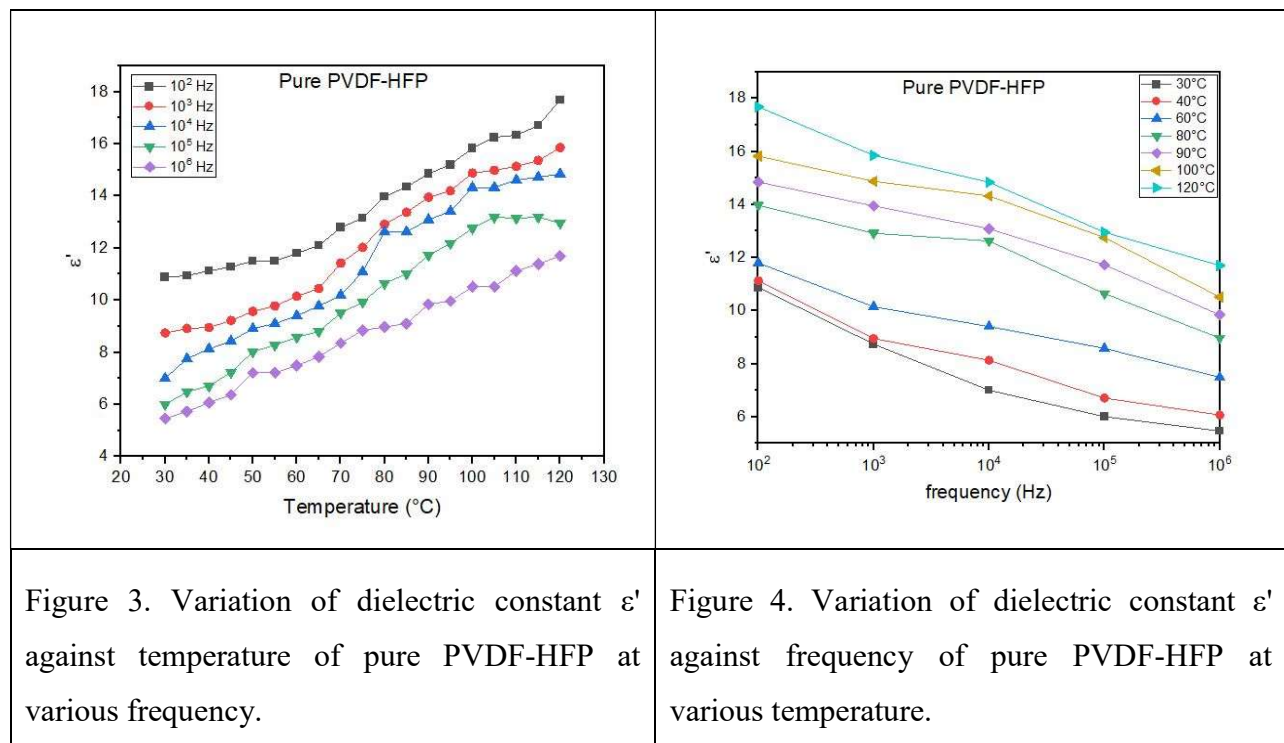 Pure PVDF-HFP
10² Hz
10³ Hz
10⁴ Hz
10⁵ Hz
10⁶ Hz
18
16
14
12
10
8
6
4
ε'
20 30 40 50 60 70 80 90 100 110 120 130
Temperature (°C)
Pure PVDF-HFP
30°C
40°C
60°C
80°C
90°C
100°C
120°C
18
16
14
12
10
8
6
ε'
10² 10³ 10⁴ 10⁵ 10⁶
frequency (Hz)
Figure 3. Variation of dielectric constant ε'
against temperature of pure PVDF-HFP at
various frequency.
Figure 4. Variation of dielectric constant ε'
against frequency of pure PVDF-HFP at
various temperature.